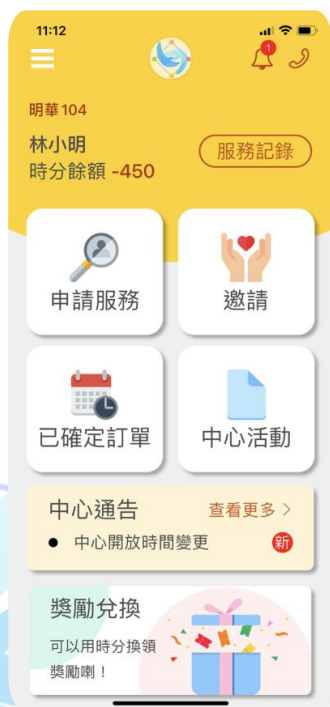 11:12
1
明華104
林小明
時分餘額 -450
服務記錄
申請服務
邀請
已確定訂單
中心活動
中心通告
查看更多 >
• 中心開放時間變更
新
獎勵兌換
可以用時分換領
獎勵喇！